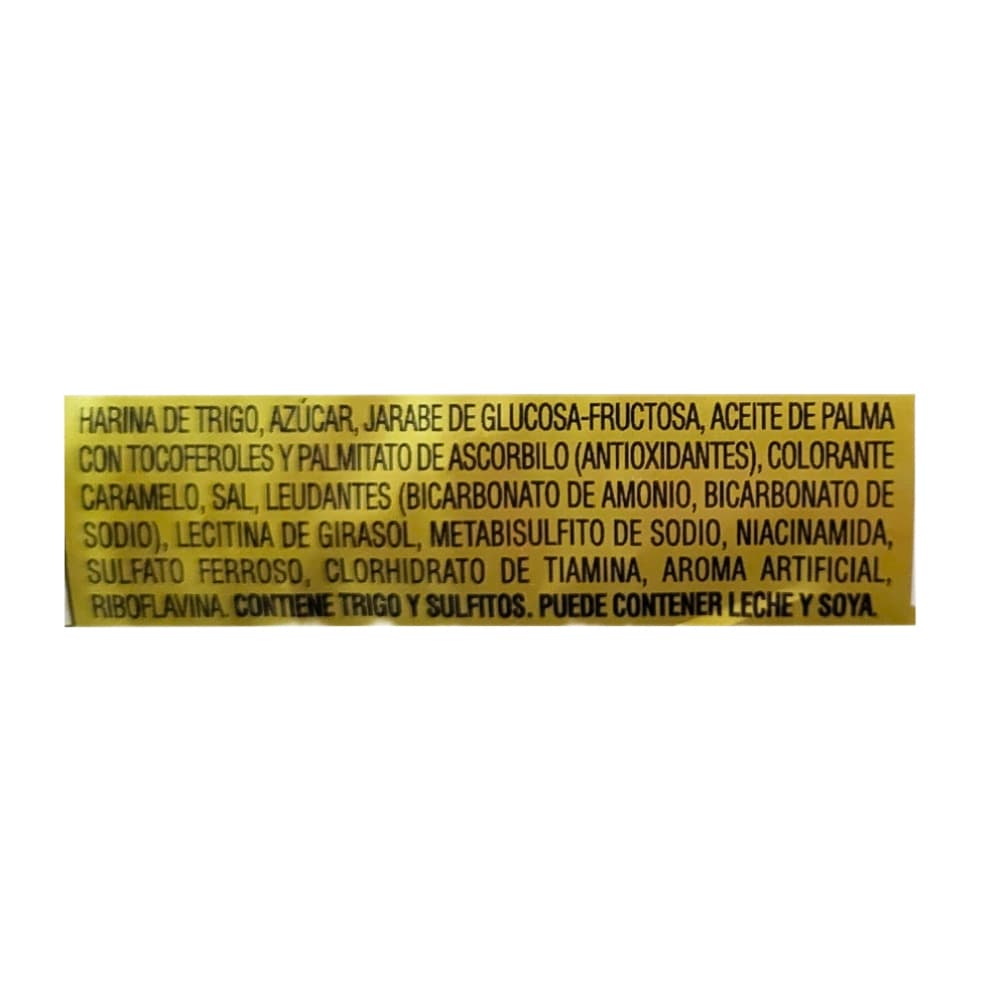 HARINA DE TRIGO, AZÚCAR, JARABE DE GLUCOSA-FRUCTOSA, ACEITE DE PALMA
CON TOCOFEROLES Y PALMITATO DE ASCORBILO (ANTIOXIDANTES), COLORANTE
CARAMELO, SAL, LEUDANTES (BICARBONATO DE AMONIO, BICARBONATO DE
SODIO), LECITINA DE GIRASOL, METABISULFITO DE SODIO, NIACINAMIDA,
SULFATO FERROSO, CLORHIDRATO DE TIAMINA, AROMA ARTIFICIAL,
RIBOFLAVINA. CONTIENE TRIGO Y SULFITOS. PUEDE CONTENER LECHE Y SOYA.